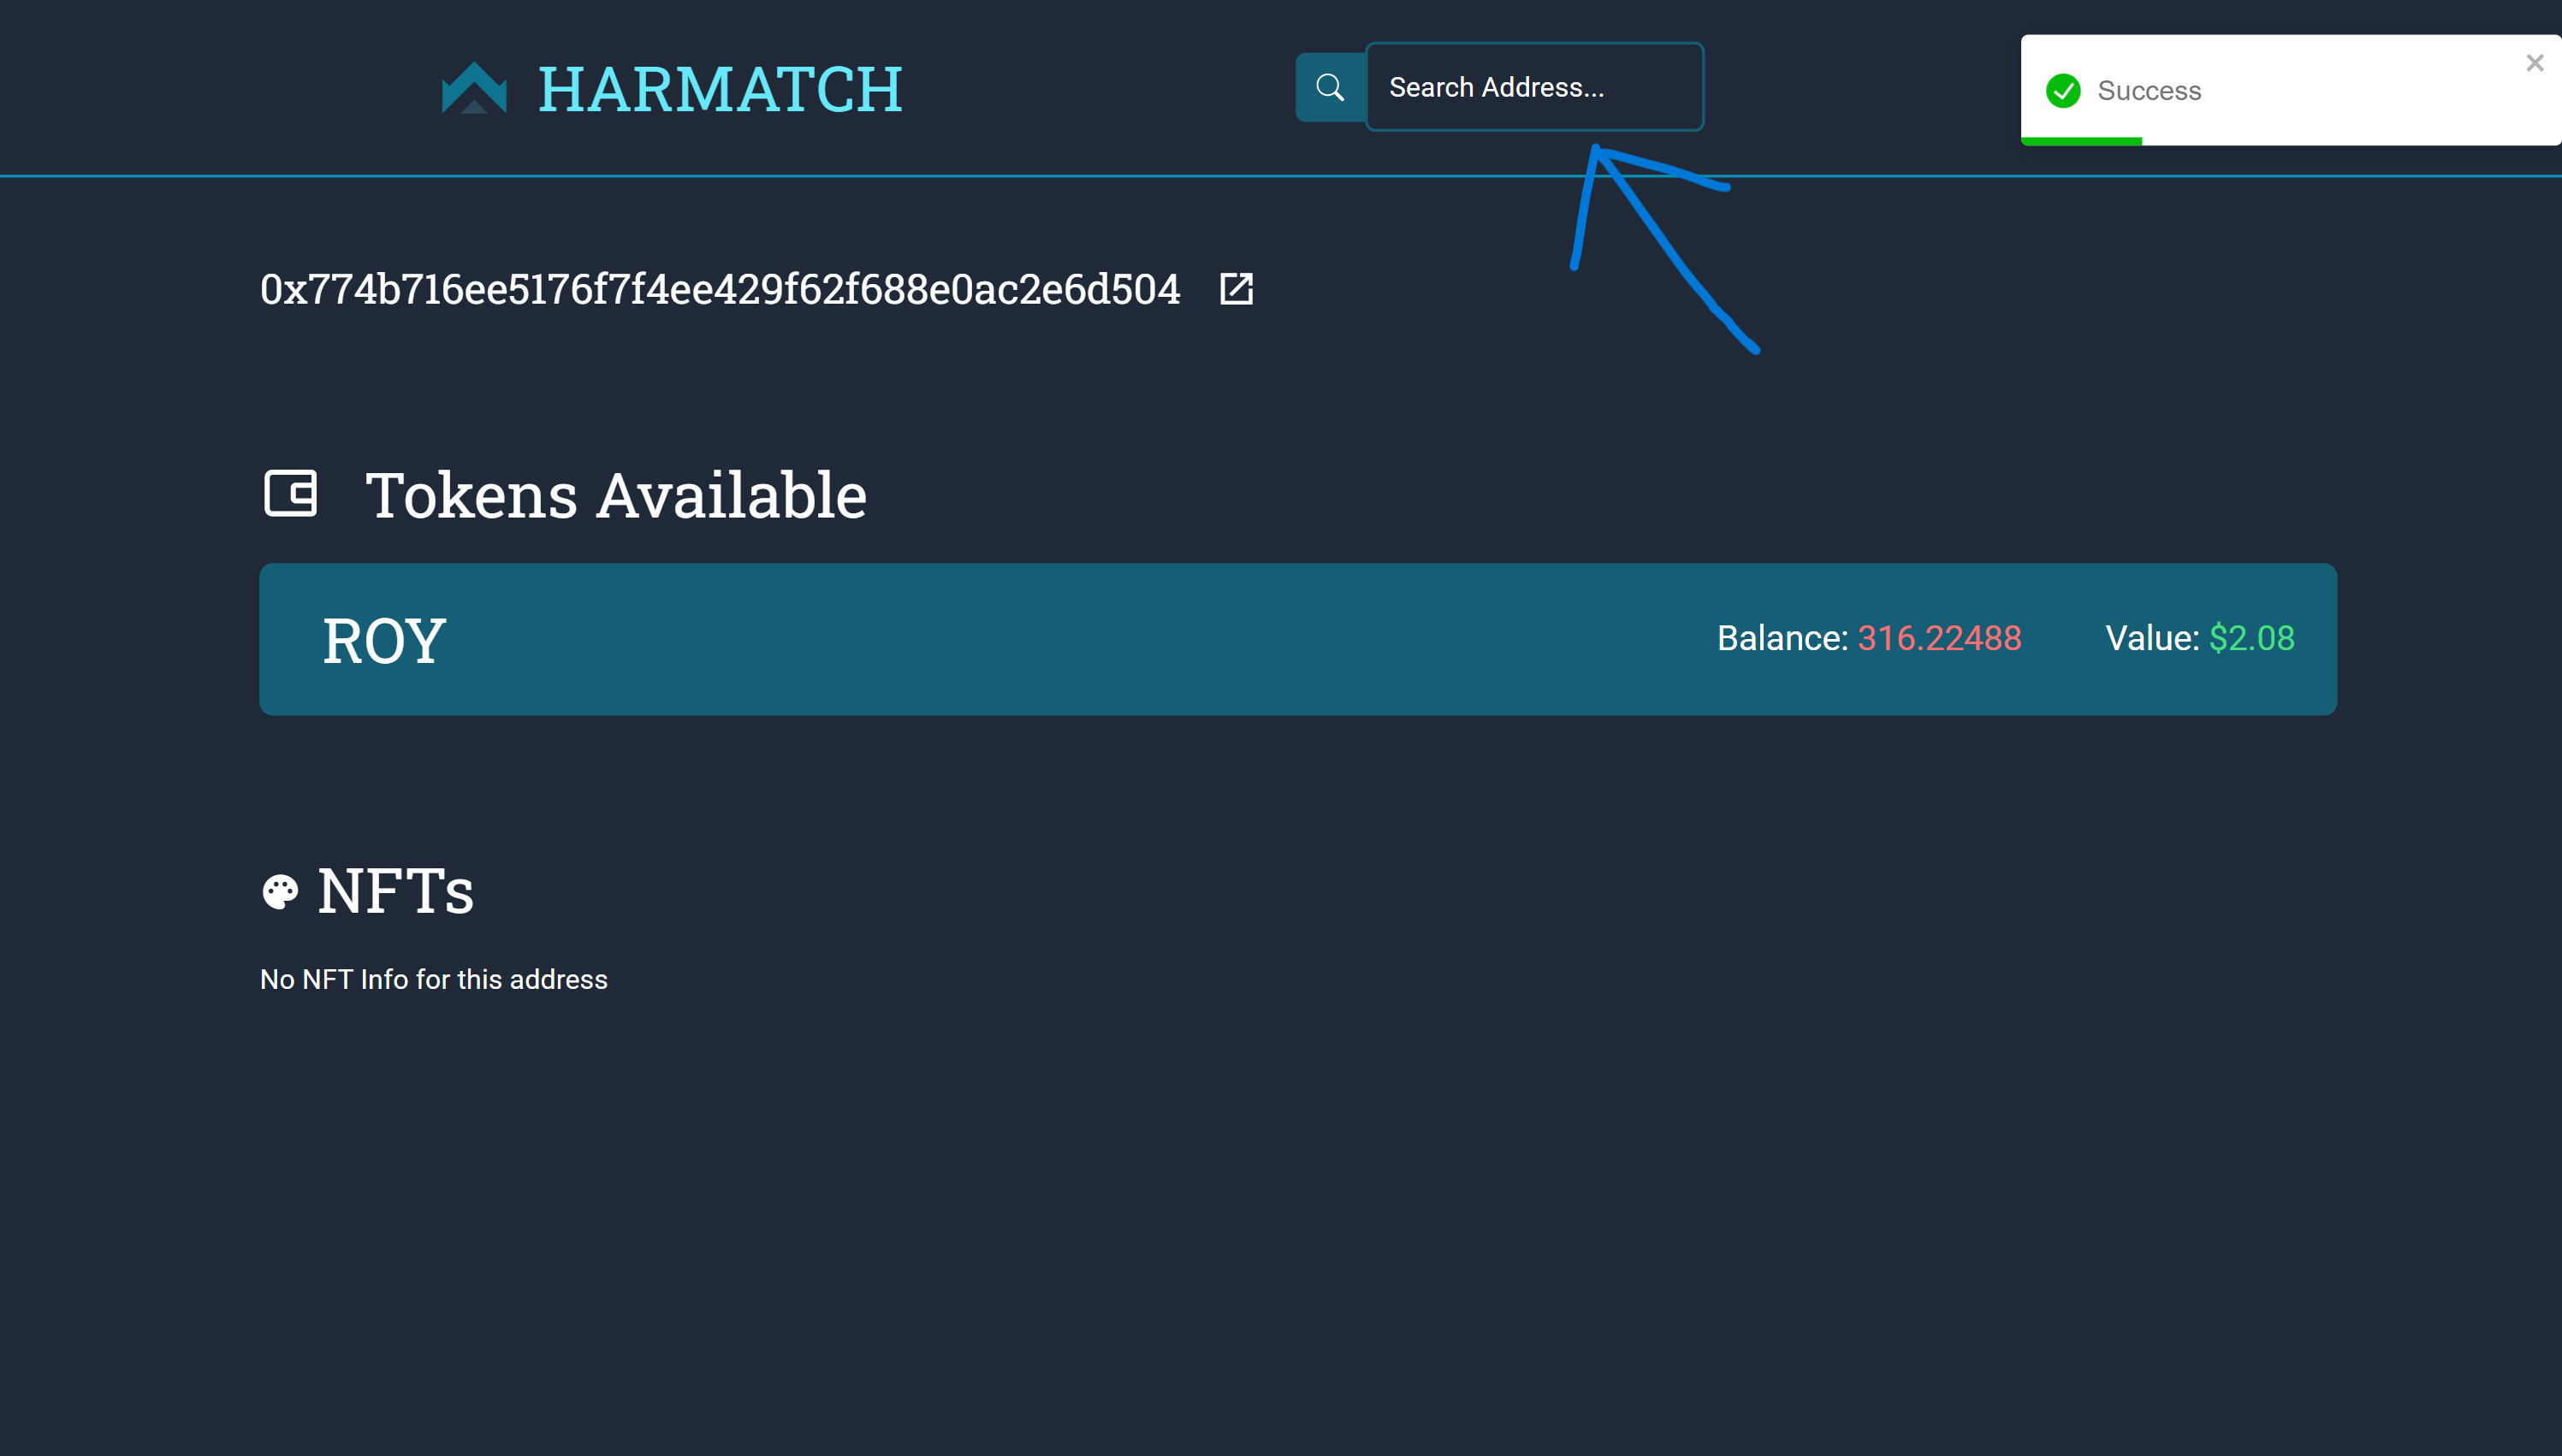 HARMATCH
Search Address...
Success
0x774b716ee5176f7f4ee429f62f688e0ac2e6d504
Tokens Available
ROY
Balance: 316.22488
Value: $2.08
NFTs
No NFT Info for this address